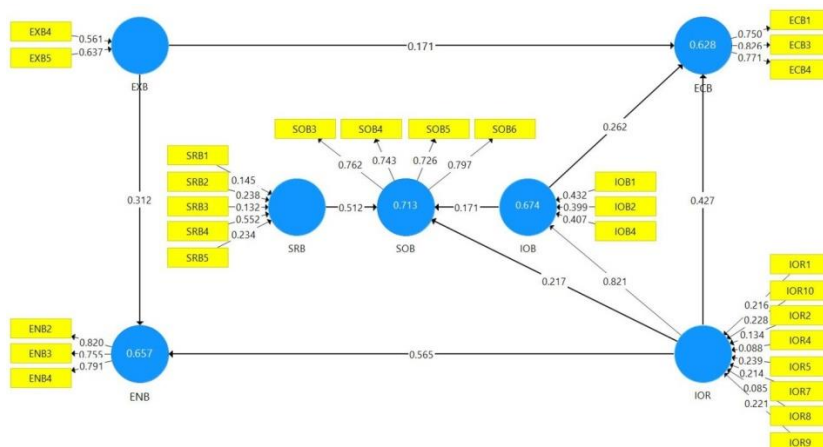 EXB4
EXB5
0.561
0.637
EXB
0.171
0.628
ECB
0.750
0.826
0.771
ECB1
ECB3
ECB4
0.312
SOB3
SOB4
SOB5
SOB6
0.762
0.743
0.726
0.797
0.262
SRB1
SRB2
SRB3
SRB4
SRB5
0.145
0.238
0.132
0.552
0.234
SRB
0.512
0.713
SOB
0.171
0.674
IOB
0.432
0.399
0.407
IOB1
IOB2
IOB4
0.427
0.217
0.821
ENB2
ENB3
ENB4
0.820
0.755
0.791
0.657
ENB
0.565
IOR
0.216
0.228
0.134
0.088
0.239
0.214
0.085
0.221
IOR1
IOR10
IOR2
IOR4
IOR5
IOR7
IOR8
IOR9